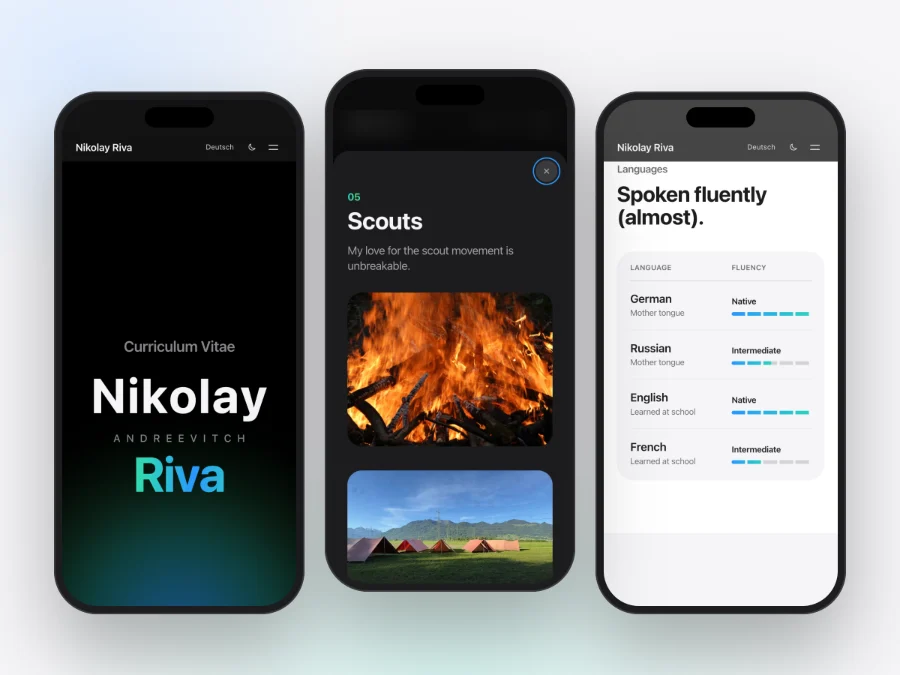 Nikolay Riva
Deutsch
Curriculum Vitae
Nikolay
ANDREEVITCH
Riva
05
Scouts
My love for the scout movement is
unbreakable.
Nikolay Riva
Deutsch
Languages
Spoken fluently
(almost).
LANGUAGE FLUENCY
German
Mother tongue
Native
Russian
Mother tongue
Intermediate
English
Learned at school
Native
French
Learned at school
Intermediate